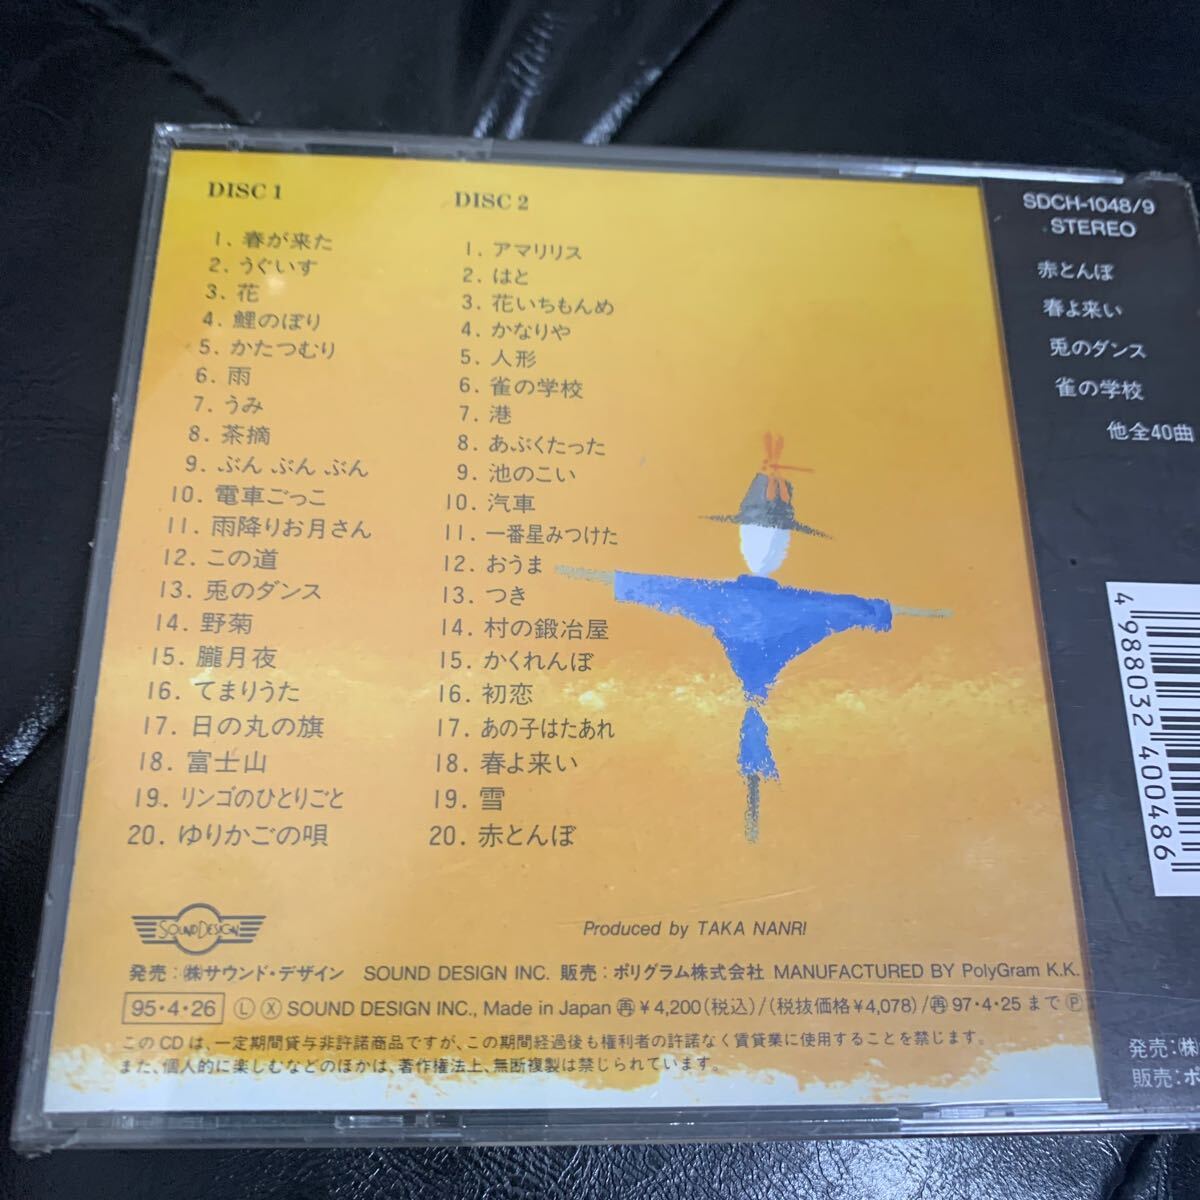 DISC 1
1. 春が来た
2. うぐいす
3. 花
4. 鯉のぼり
5. かたつむり
6. 雨
7. うみ
8. 茶摘
9. ぶん ぶん ぶん
10. 電車ごっこ
11. 雨降りお月さん
12. この道
13. 兎のダンス
14. 野菊
15. 朧月夜
16. てまりうた
17. 日の丸の旗
18. 富士山
19. リンゴのひとりごと
20. ゆりかごの唄
DISC 2
1. アマリリス
2. はと
3. 花いちもんめ
4. かなりや
5. 人形
6. 雀の学校
7. 港
8. あぶくたった
9. 池のこい
10. 汽車
11. 一番星みつけた
12. おうま
13. つき
14. 村の鍛冶屋
15. かくれんぼ
16. 初恋
17. あの子はたあれ
18. 春よ来い
19. 雪
20. 赤とんぼ
SOUND DESIGN
Produced by TAKA NANRI
発売:㈱サウンド・デザイン SOUND DESIGN INC. 販売:ポリグラム株式会社 MANUFACTURED BY PolyGram K.K.
95・4・26 Ⓛ Ⓧ SOUND DESIGN INC., Made in Japan ㊢¥4,200(税込)/(税抜価格¥4,078)/㊢97・4・25まで Ⓟ
このCDは、一定期間貸与非許諾商品ですが、この期間経過後も権利者の許諾なく賃貸業に使用することを禁じます。
また、個人的に楽しむなどのほかは、著作権法上、無断複製は禁じられています。
SDCH-1048/9
STEREO
赤とんぼ
春よ来い
兎のダンス
雀の学校
他全40曲
4 988032 400486
発売:㈱
販売:ポ